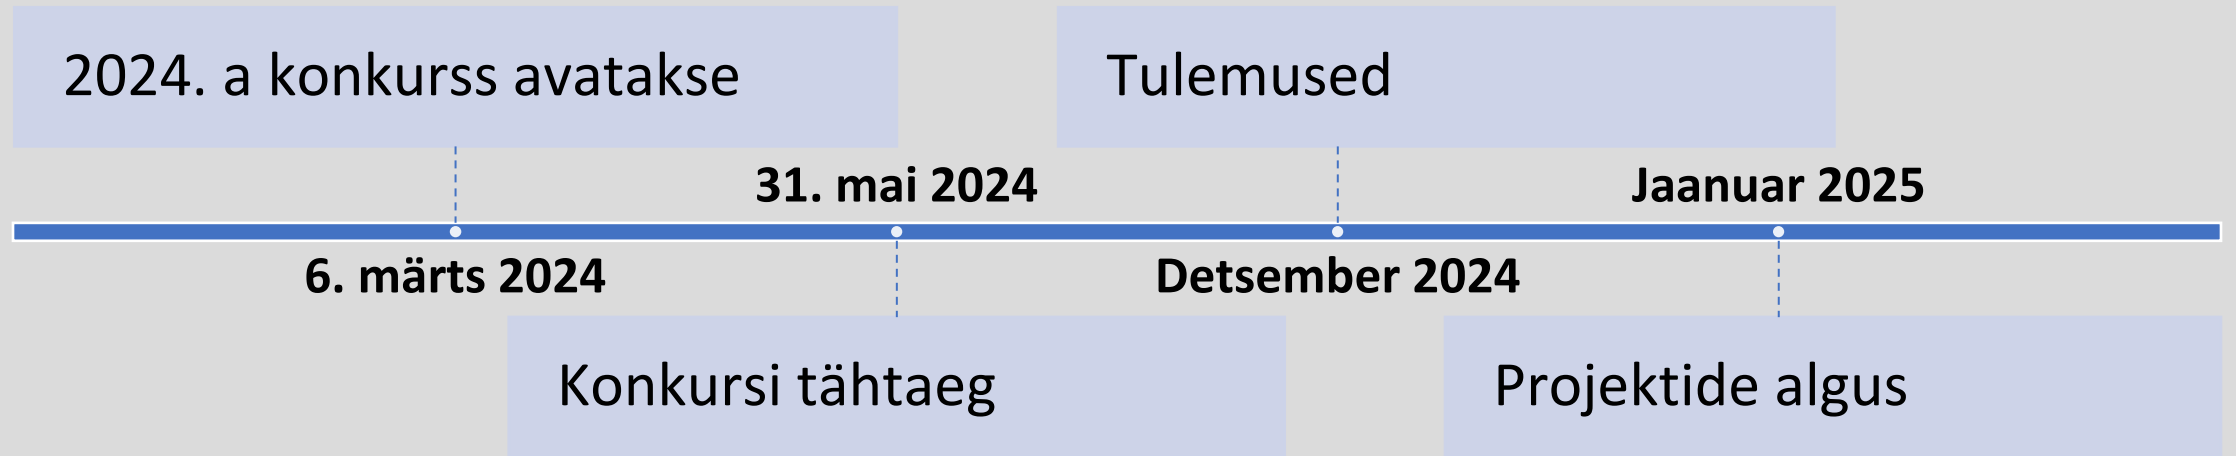 2024. a konkurss avatakse
Tulemused
31. mai 2024
Jaanuar 2025
6. märts 2024
Detsember 2024
Konkursi tähtaeg
Projektide algus